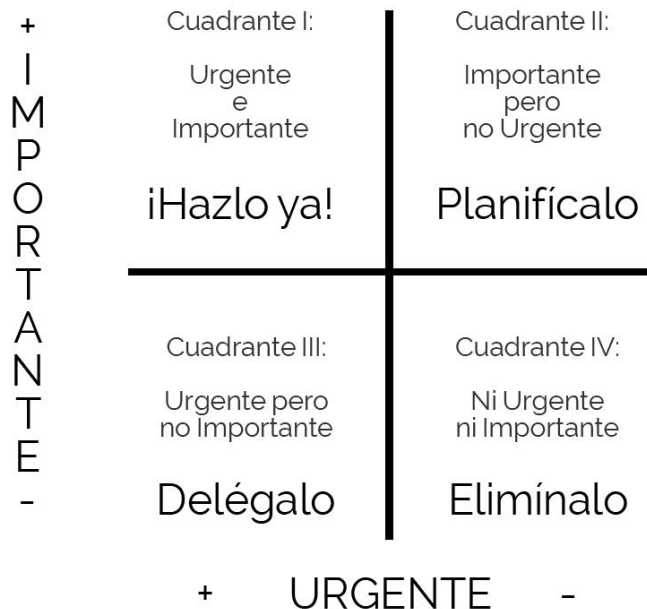 +
IMPORTANTE
-
Cuadrante I:
Urgente
e
Importante
¡Hazlo ya!
Cuadrante II:
Importante
pero
no Urgente
Planifícalo
Cuadrante III:
Urgente pero
no Importante
Delégalo
Cuadrante IV:
Ni Urgente
ni Importante
Elimínalo
+ URGENTE -